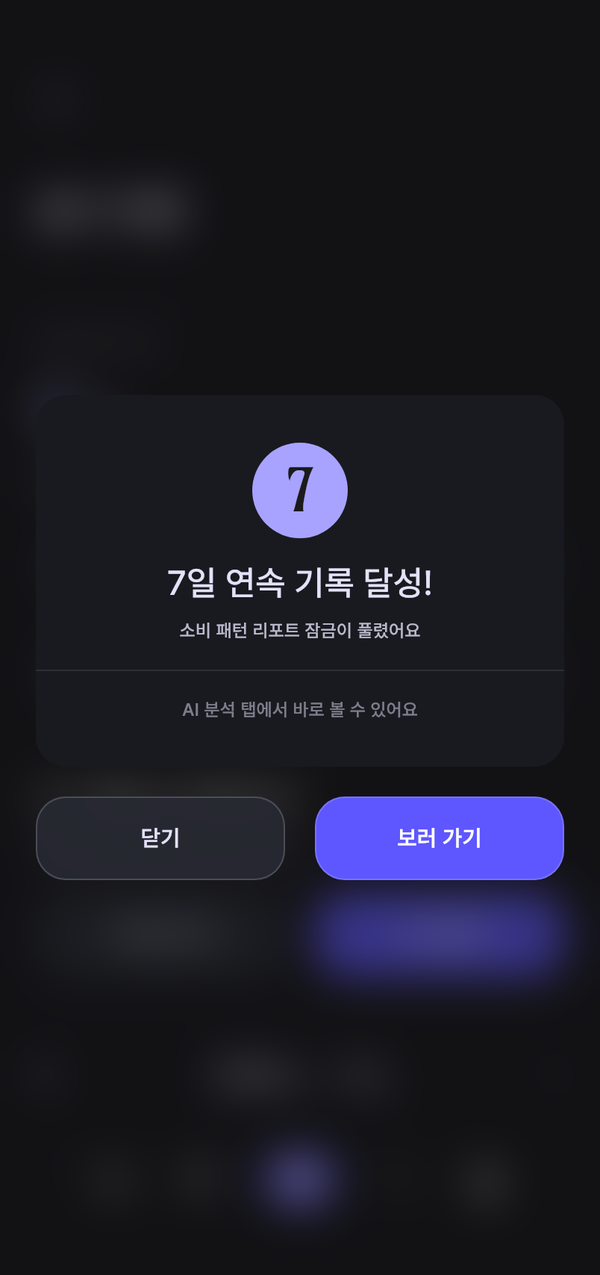 7
7일 연속 기록 달성!
소비 패턴 리포트 잠금이 풀렸어요
AI 분석 탭에서 바로 볼 수 있어요
닫기
보러 가기